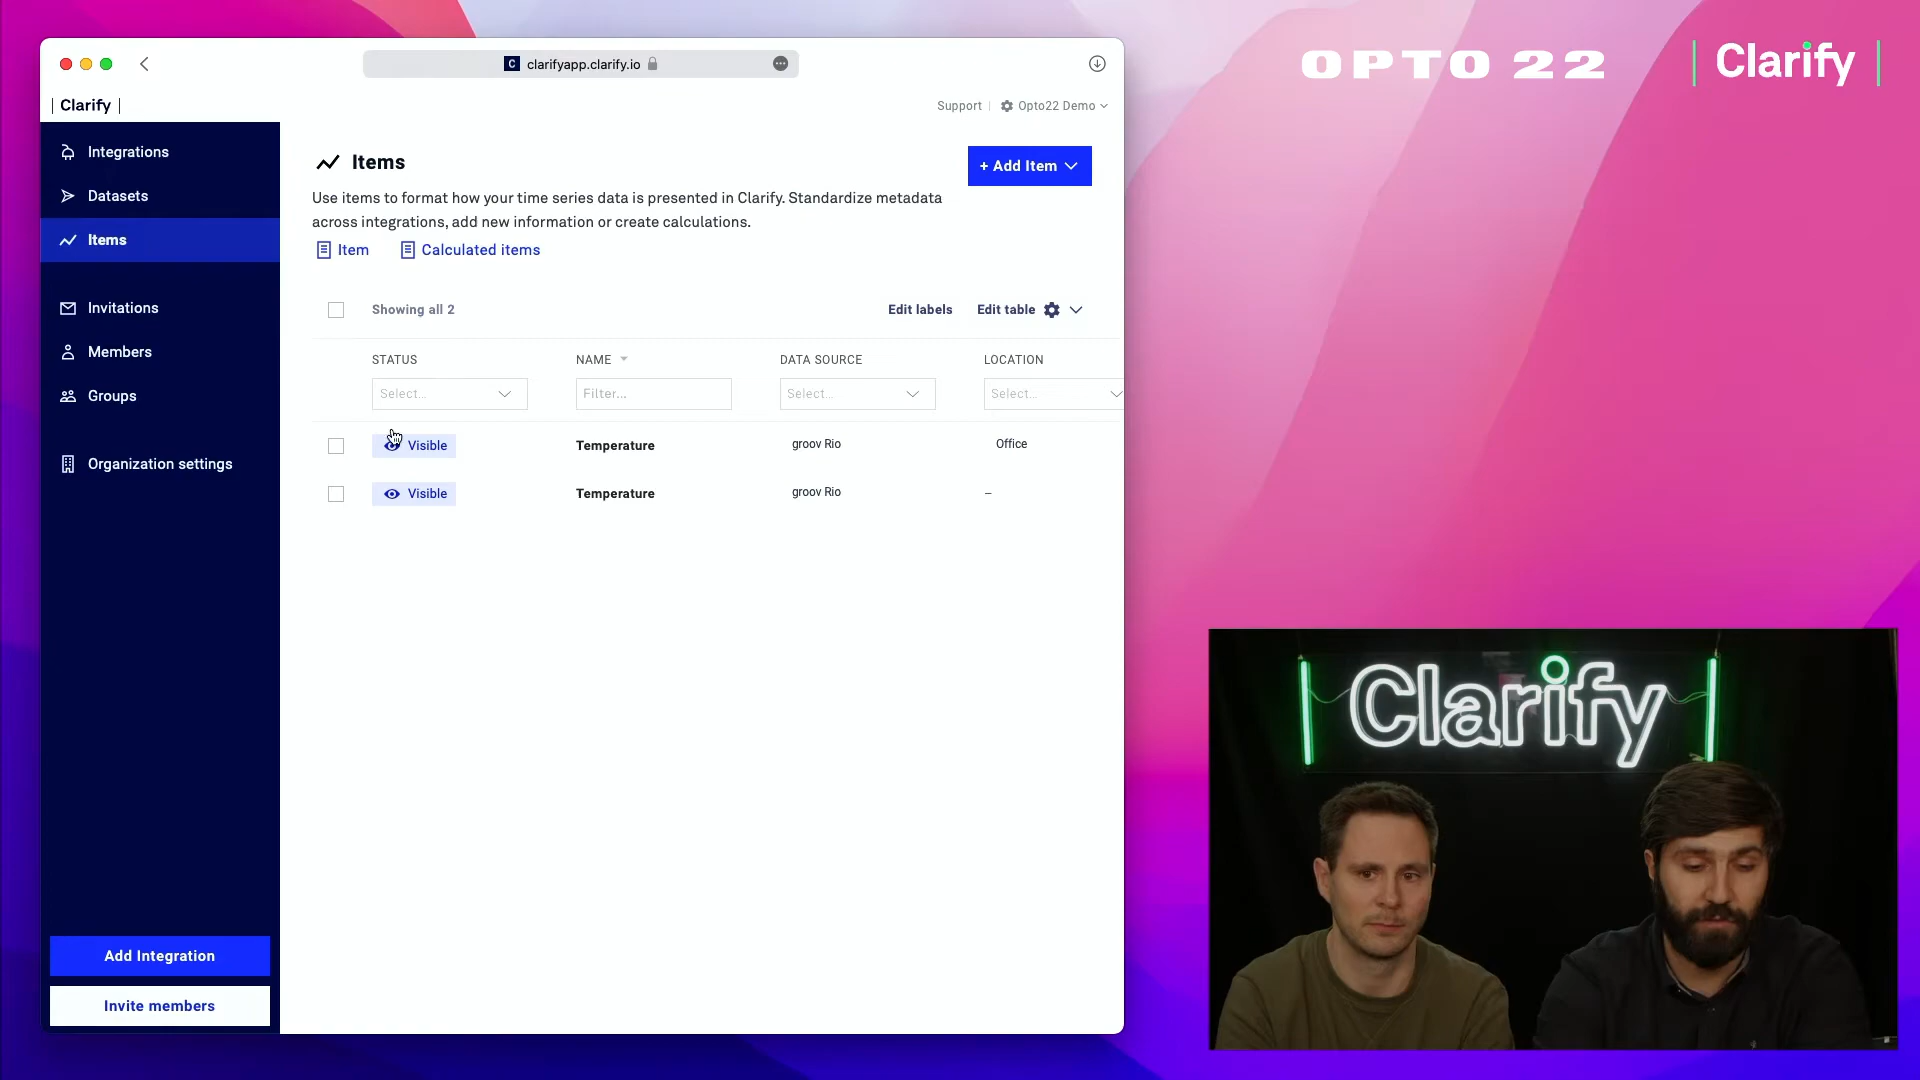 OPTO 22
Clarify
clarifyapp.clarify.io
Clarify
Support
Opto22 Demo
Integrations
Datasets
Items
Invitations
Members
Groups
Organization settings
Add Integration
Invite members
Items
+ Add Item
Use items to format how your time series data is presented in Clarify. Standardize metadata
across integrations, add new information or create calculations.
Item
Calculated items
Showing all 2
Edit labels
Edit table
STATUS
NAME
DATA SOURCE
LOCATION
Select...
Filter...
Select...
Select...
Visible
Temperature
groov Rio
Office
Visible
Temperature
groov Rio
–
Clarify